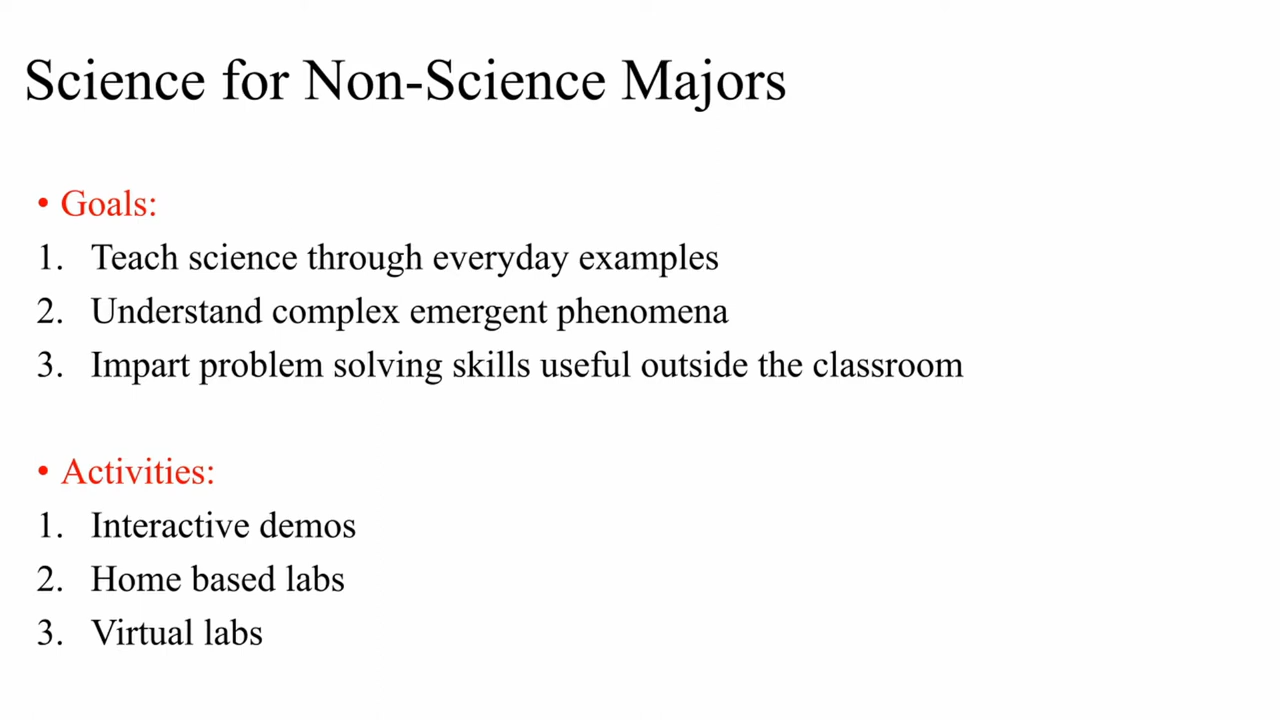 Science for Non-Science Majors
• Goals:
1. Teach science through everyday examples
2. Understand complex emergent phenomena
3. Impart problem solving skills useful outside the classroom
• Activities:
1. Interactive demos
2. Home based labs
3. Virtual labs